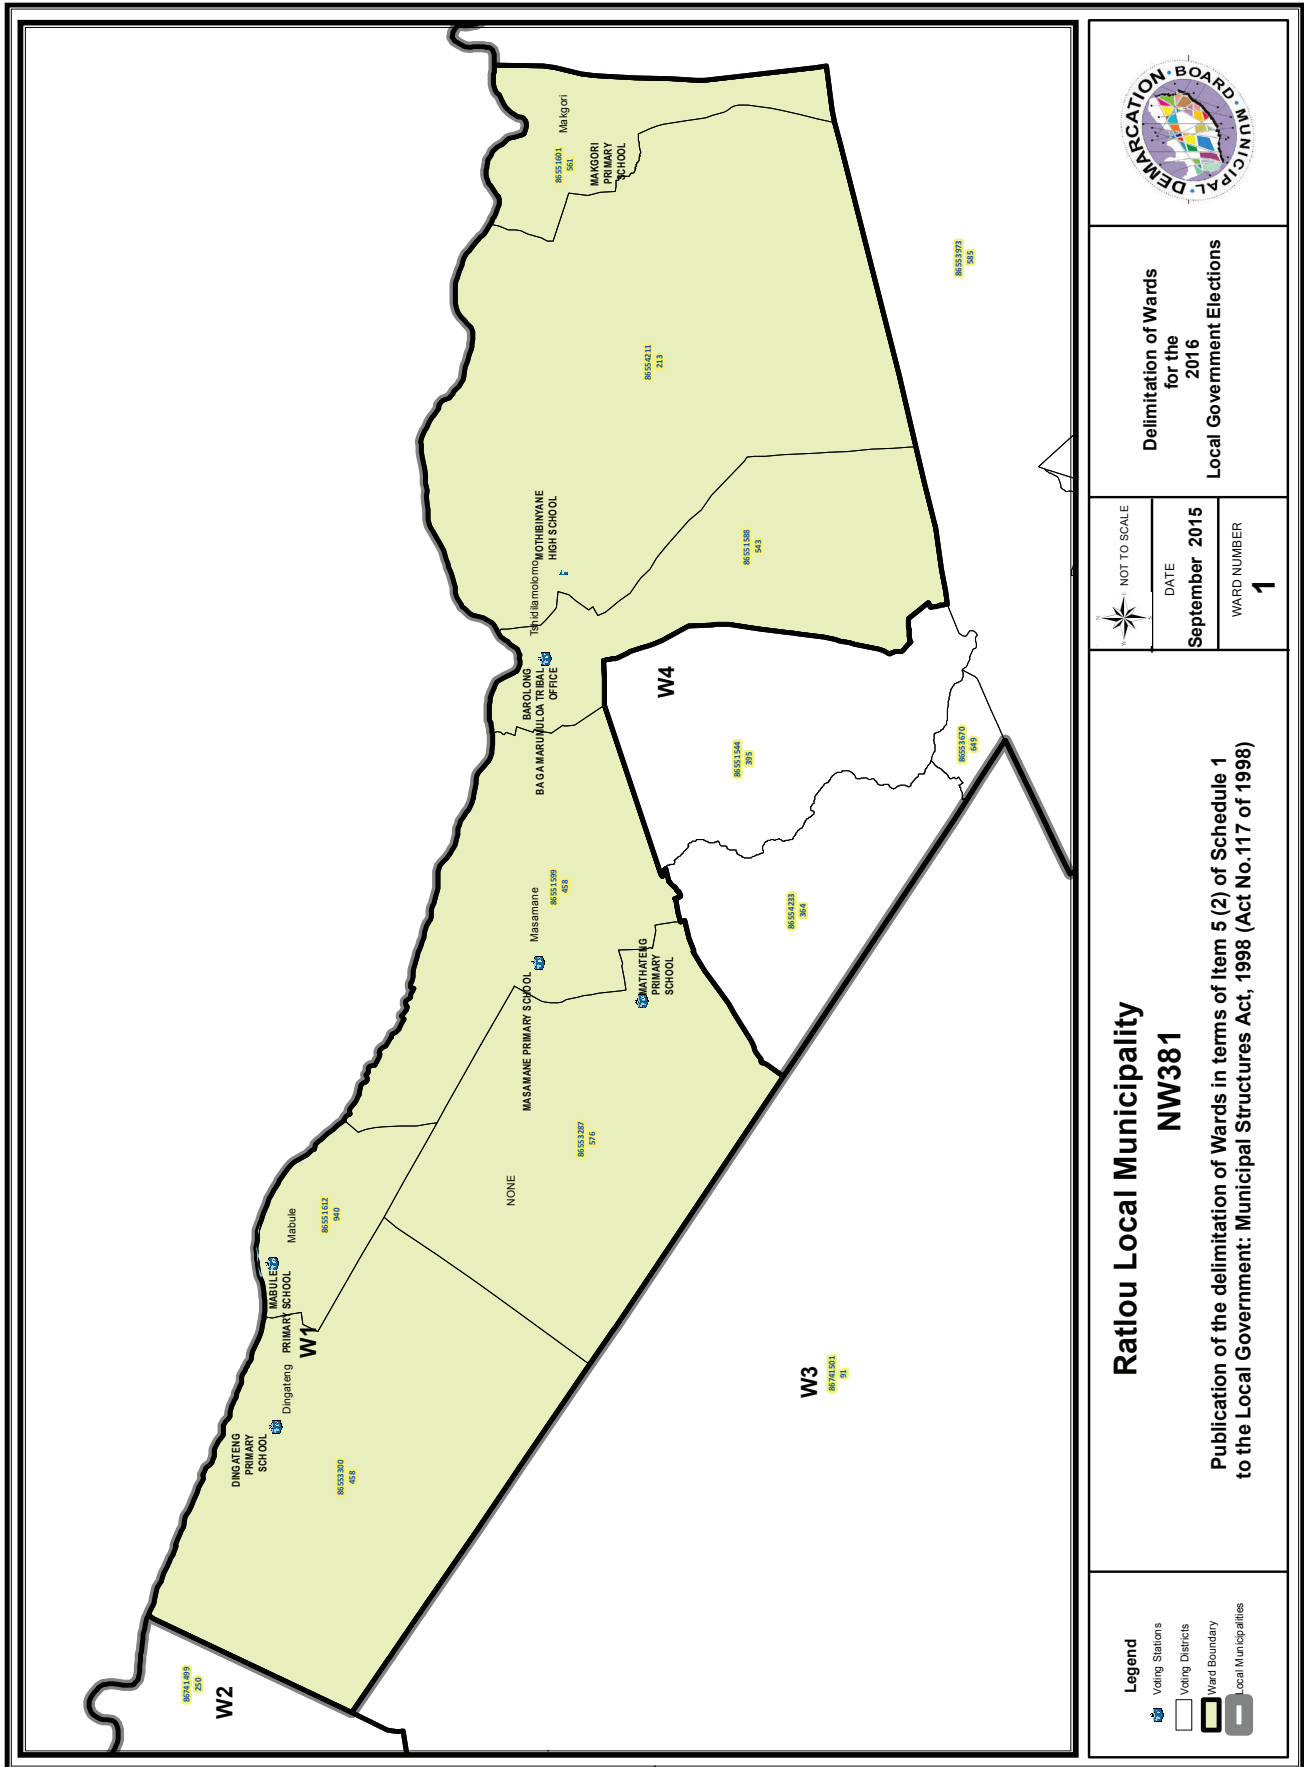 W2
86741499
250
DINGATENG
PRIMARY
SCHOOL
Dingateng
86553300
458
W1
MABULE
PRIMARY SCHOOL
Mabule
86551612
940
W3
86741501
91
NONE
86553287
576
MASAMANE PRIMARY SCHOOL
Masamane
86551599
458
MATHATENG
PRIMARY
SCHOOL
86554233
364
BAROLONG
BAGAMARUMULOA TRIBAL
OFFICE
Tshidilamolomo
MOTHIBINYANE
HIGH SCHOOL
W4
86551544
395
86553670
649
86551588
543
86554211
213
86551601
561
Makgori
MAKGORI
PRIMARY
SCHOOL
86553973
585
Legend
Voting Stations
Voting Districts
Ward Boundary
Local Municipalities
Ratlou Local Municipality
NW381
Publication of the delimitation of Wards in terms of Item 5 (2) of Schedule 1
to the Local Government: Municipal Structures Act, 1998 (Act No.117 of 1998)
N
W
E
S
NOT TO SCALE
DATE
September 2015
WARD NUMBER
1
Delimitation of Wards
for the
2016
Local Government Elections
MUNICIPAL • DEMARCATION • BOARD •